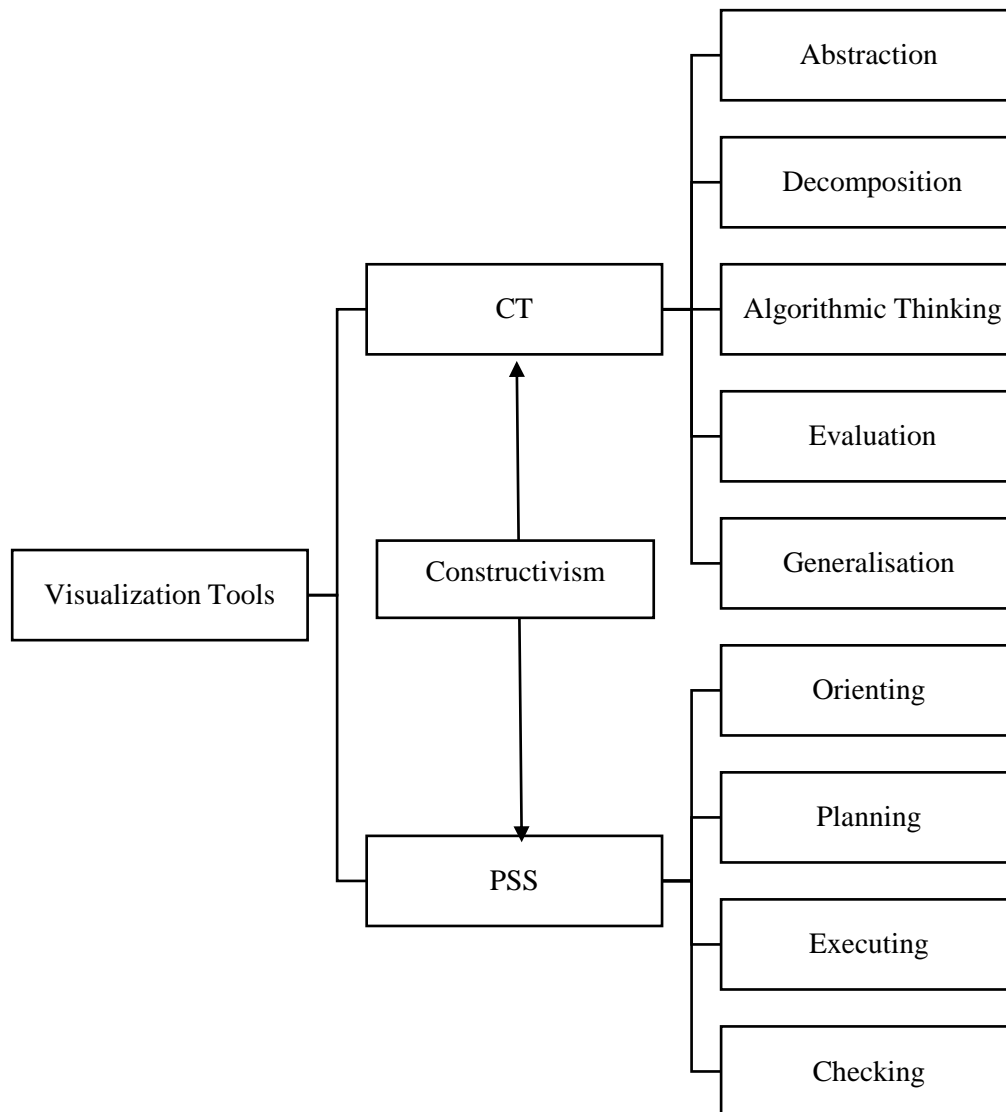 Abstraction
Decomposition
CT
Algorithmic Thinking
Evaluation
Visualization Tools
Constructivism
Generalisation
Orienting
Planning
PSS
Executing
Checking